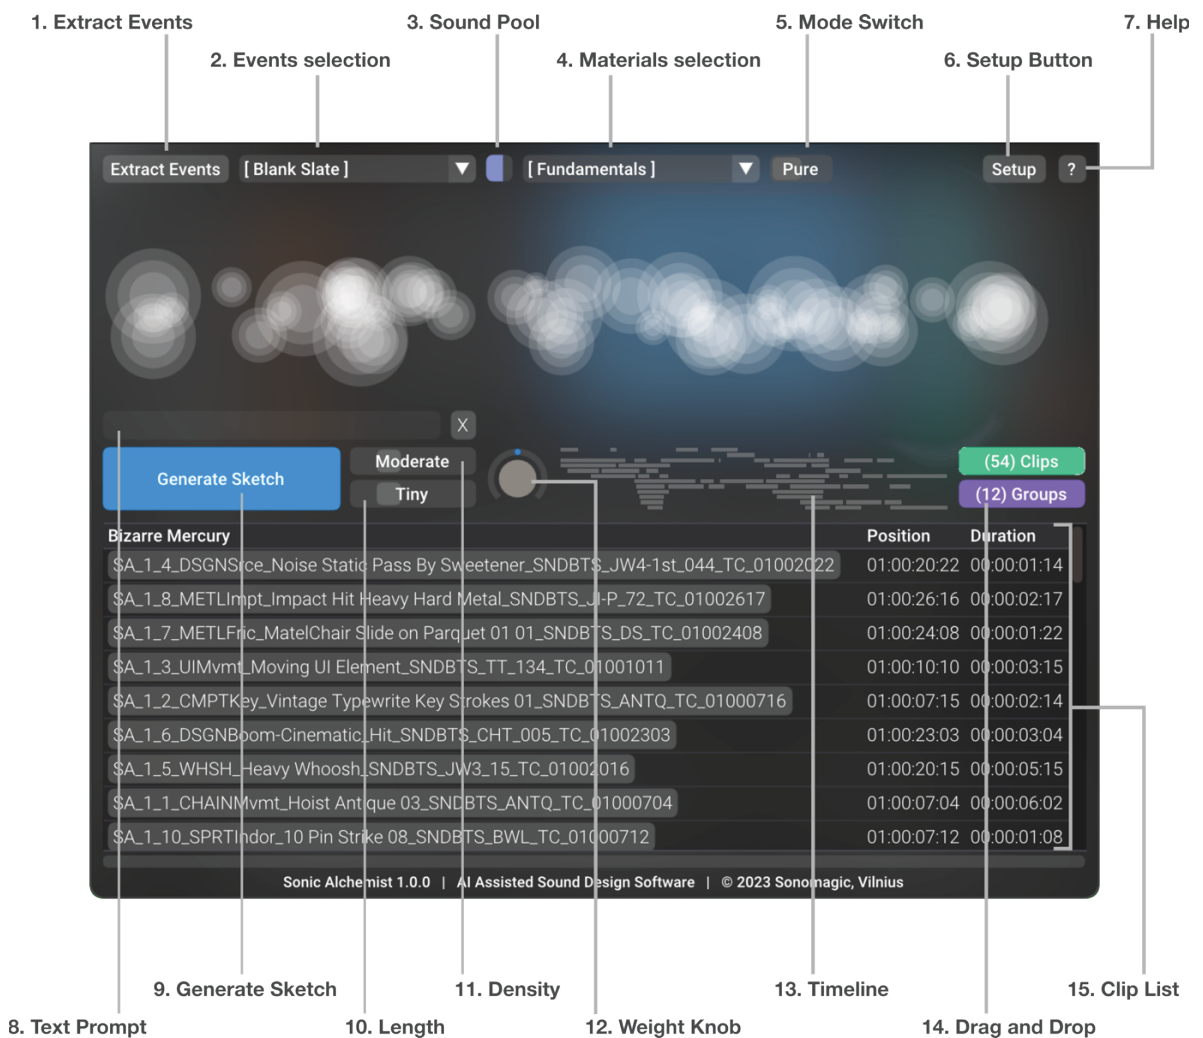 1. Extract Events
3. Sound Pool
5. Mode Switch
7. Help
2. Events selection
4. Materials selection
6. Setup Button
Extract Events
[ Blank Slate ]
[ Fundamentals ]
Pure
Setup
?
X
Generate Sketch
Moderate
Tiny
(54) Clips
(12) Groups
Bizarre Mercury Position Duration
SA_1_4_DSGNSrce_Noise Static Pass By Sweetener_SNDBTS_JW4-1st_044_TC_01002022 01:00:20:22 00:00:01:14
SA_1_8_METLImpt_Impact Hit Heavy Hard Metal_SNDBTS_JI-P_72_TC_01002617 01:00:26:16 00:00:02:17
SA_1_7_METLFric_MatelChair Slide on Parquet 01 01_SNDBTS_DS_TC_01002408 01:00:24:08 00:00:01:22
SA_1_3_UIMvmt_Moving UI Element_SNDBTS_TT_134_TC_01001011 01:00:10:10 00:00:03:15
SA_1_2_CMPTKey_Vintage Typewrite Key Strokes 01_SNDBTS_ANTQ_TC_01000716 01:00:07:15 00:00:02:14
SA_1_6_DSGNBoom-Cinematic_Hit_SNDBTS_CHT_005_TC_01002303 01:00:23:03 00:00:03:04
SA_1_5_WHSH_Heavy Whoosh_SNDBTS_JW3_15_TC_01002016 01:00:20:15 00:00:05:15
SA_1_1_CHAINMvmt_Hoist Antique 03_SNDBTS_ANTQ_TC_01000704 01:00:07:04 00:00:06:02
SA_1_10_SPRTIndor_10 Pin Strike 08_SNDBTS_BWL_TC_01000712 01:00:07:12 00:00:01:08
Sonic Alchemist 1.0.0 | AI Assisted Sound Design Software | © 2023 Sonomagic, Vilnius
9. Generate Sketch
11. Density
13. Timeline
15. Clip List
8. Text Prompt
10. Length
12. Weight Knob
14. Drag and Drop